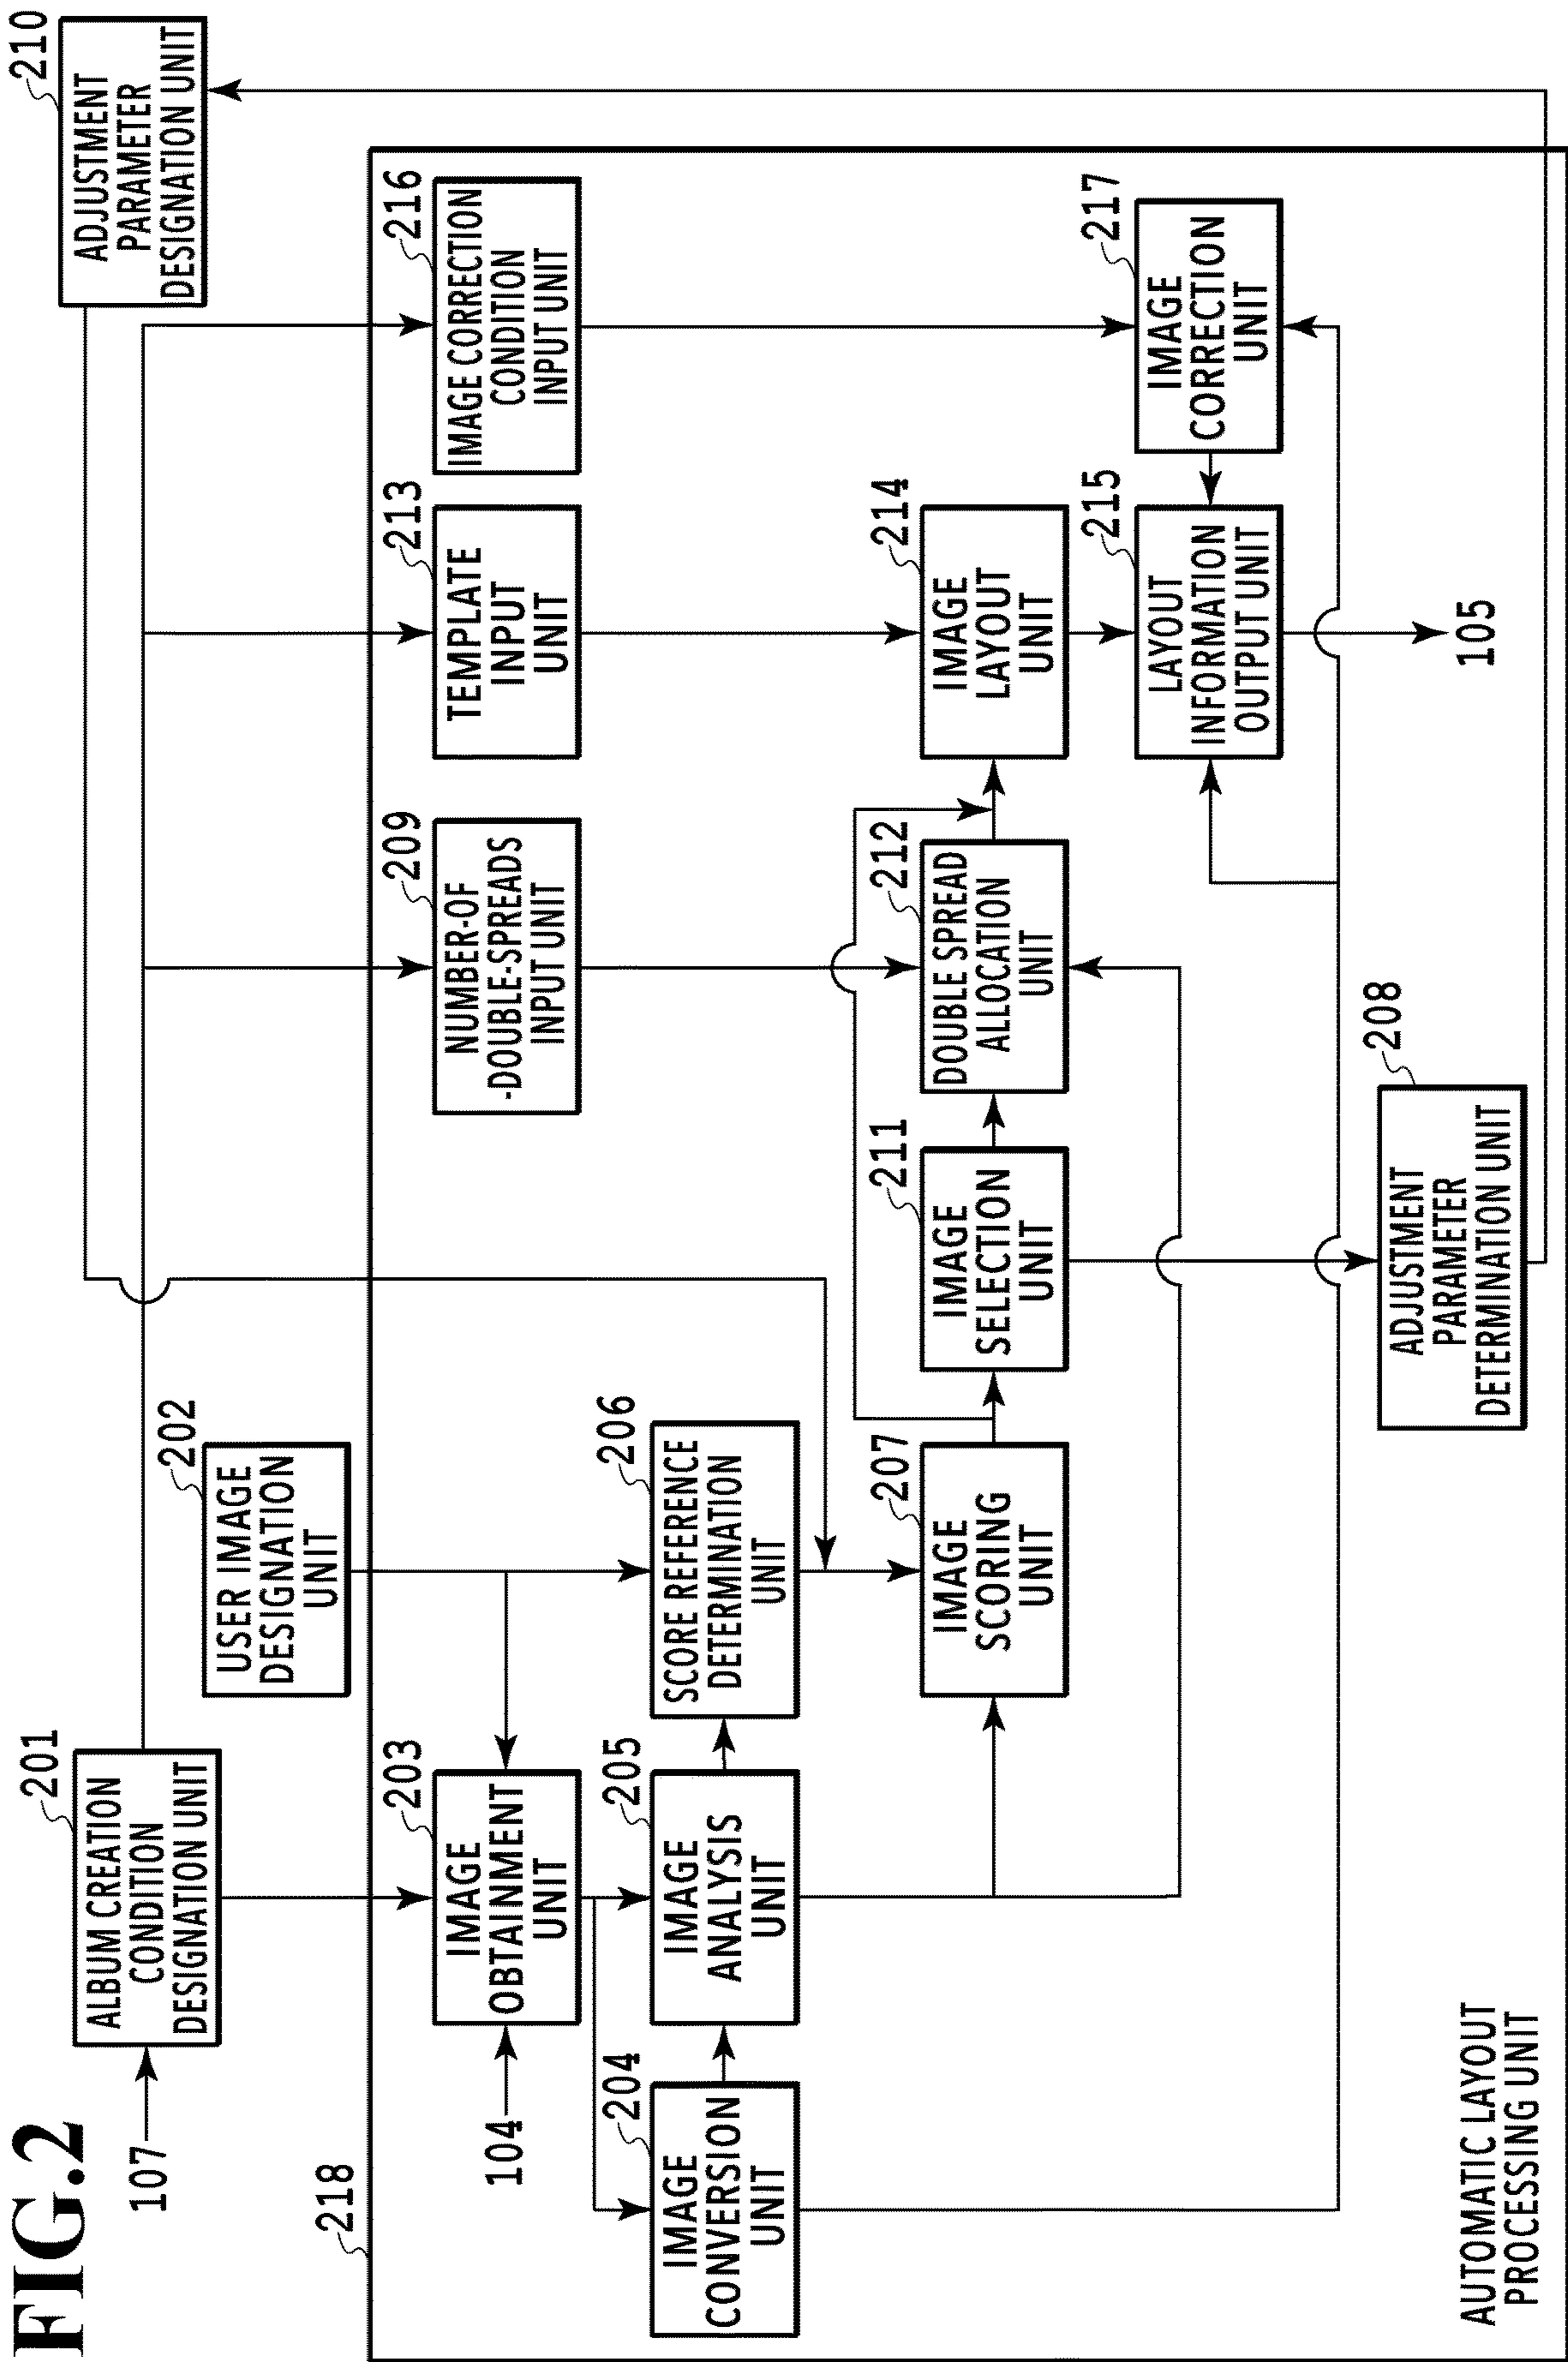 FIG.2
107
201
ALBUM CREATION
CONDITION
DESIGNATION UNIT
202
USER IMAGE
DESIGNATION
UNIT
210
ADJUSTMENT
PARAMETER
DESIGNATION UNIT
218
104
203
IMAGE
OBTAINMENT
UNIT
209
NUMBER-OF
-DOUBLE-SPREADS
INPUT UNIT
213
TEMPLATE
INPUT
UNIT
216
IMAGE CORRECTION
CONDITION
INPUT UNIT
204
IMAGE
CONVERSION
UNIT
205
IMAGE
ANALYSIS
UNIT
206
SCORE REFERENCE
DETERMINATION
UNIT
207
IMAGE
SCORING
UNIT
211
IMAGE
SELECTION
UNIT
212
DOUBLE SPREAD
ALLOCATION
UNIT
214
IMAGE
LAYOUT
UNIT
215
LAYOUT
INFORMATION
OUTPUT UNIT
217
IMAGE
CORRECTION
UNIT
208
ADJUSTMENT
PARAMETER
DETERMINATION UNIT
105
AUTOMATIC LAYOUT
PROCESSING UNIT